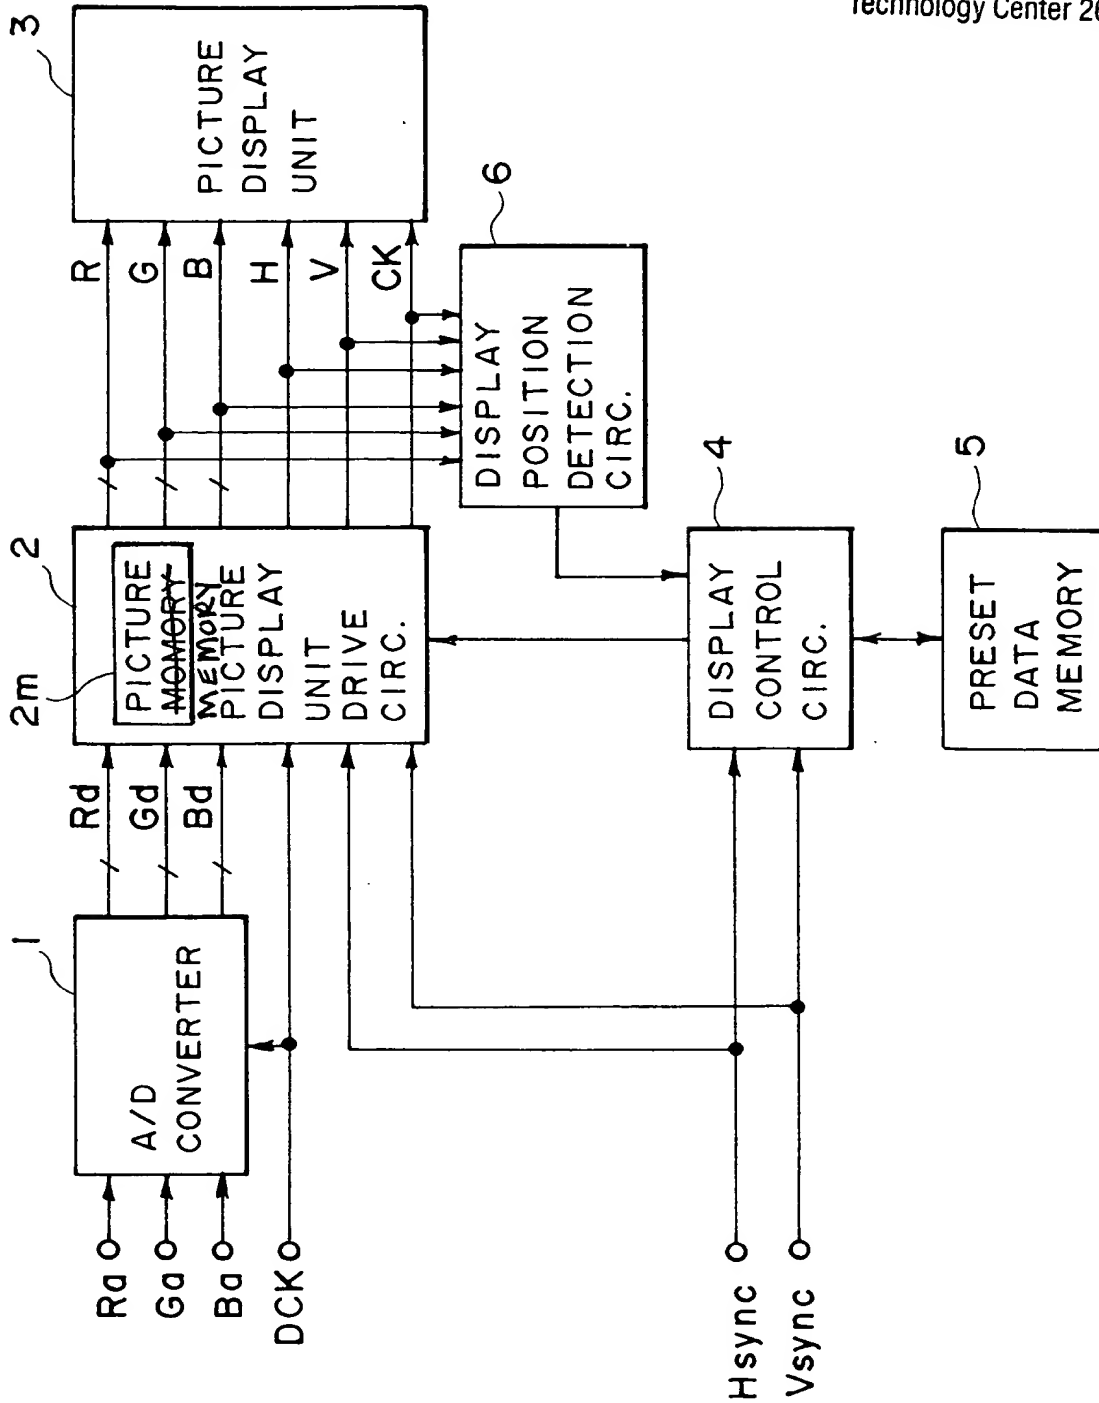 Technology Center 26
1
A/D
CONVERTER
Ra
Ga
Ba
DCK
Hsync
Vsync
Rd
Gd
Bd
2
2m
PICTURE
MOMORY
MEMORY
PICTURE
DISPLAY
UNIT
DRIVE
CIRC.
R
G
B
H
V
CK
3
PICTURE
DISPLAY
UNIT
6
DISPLAY
POSITION
DETECTION
CIRC.
4
DISPLAY
CONTROL
CIRC.
5
PRESET
DATA
MEMORY